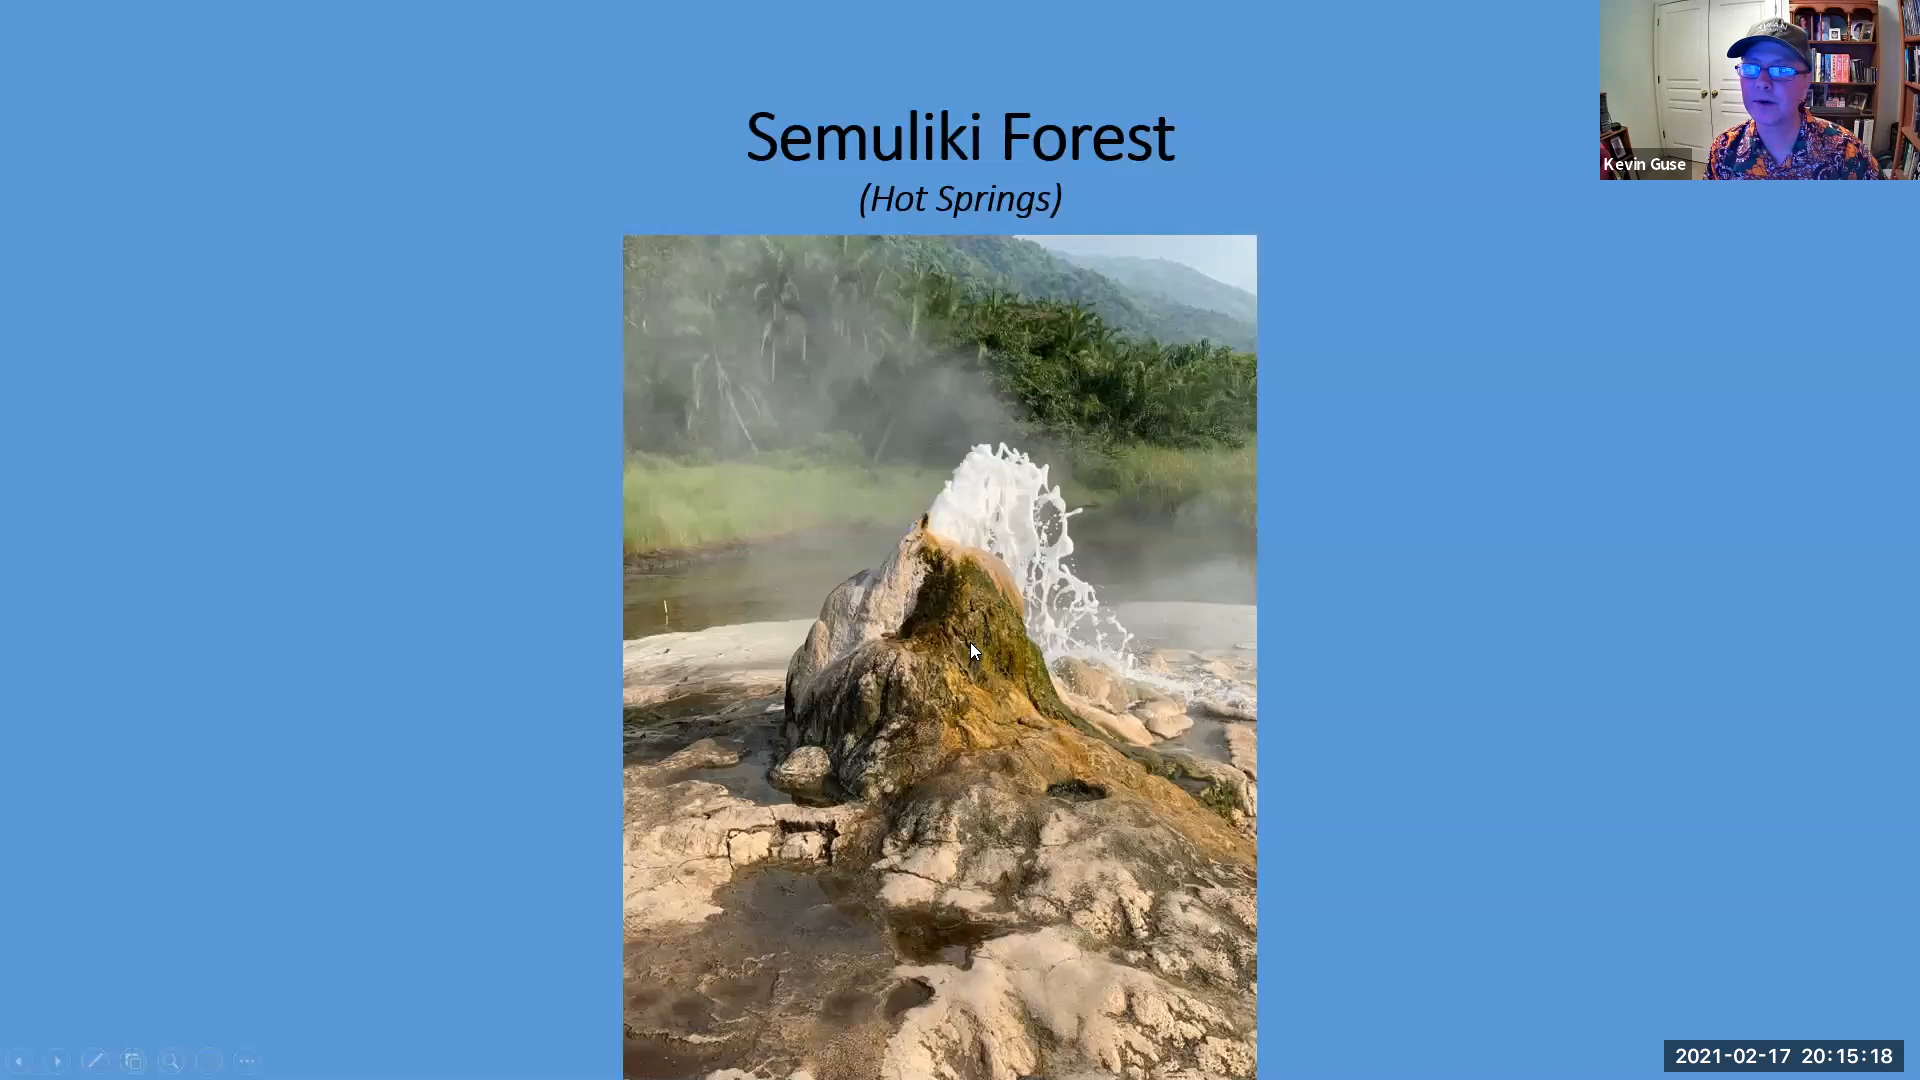 Semuliki Forest
(Hot Springs)
Kevin Guse
2021-02-17 20:15:18